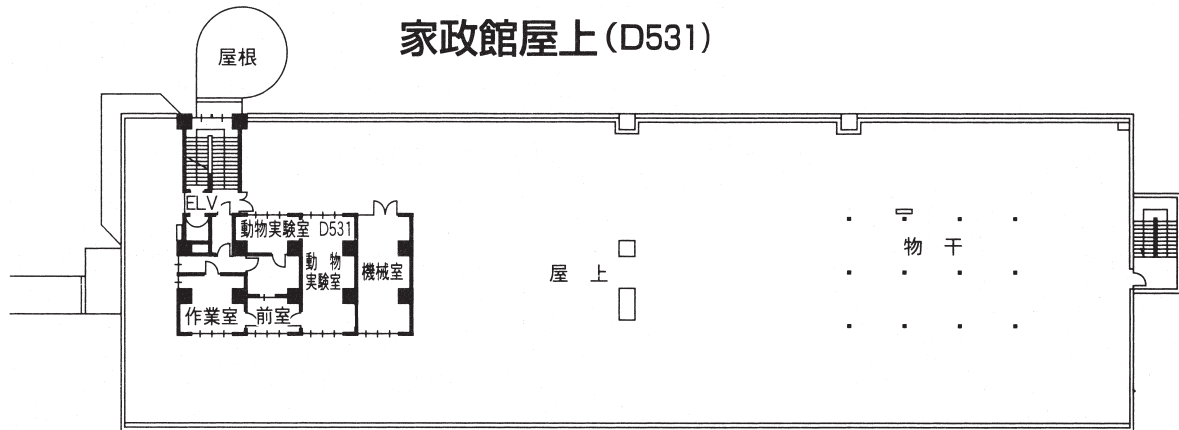 家政館屋上（D531）
屋根
ELV
動物実験室 D531
動物
実験室
機械室
作業室
前室
屋上
物干